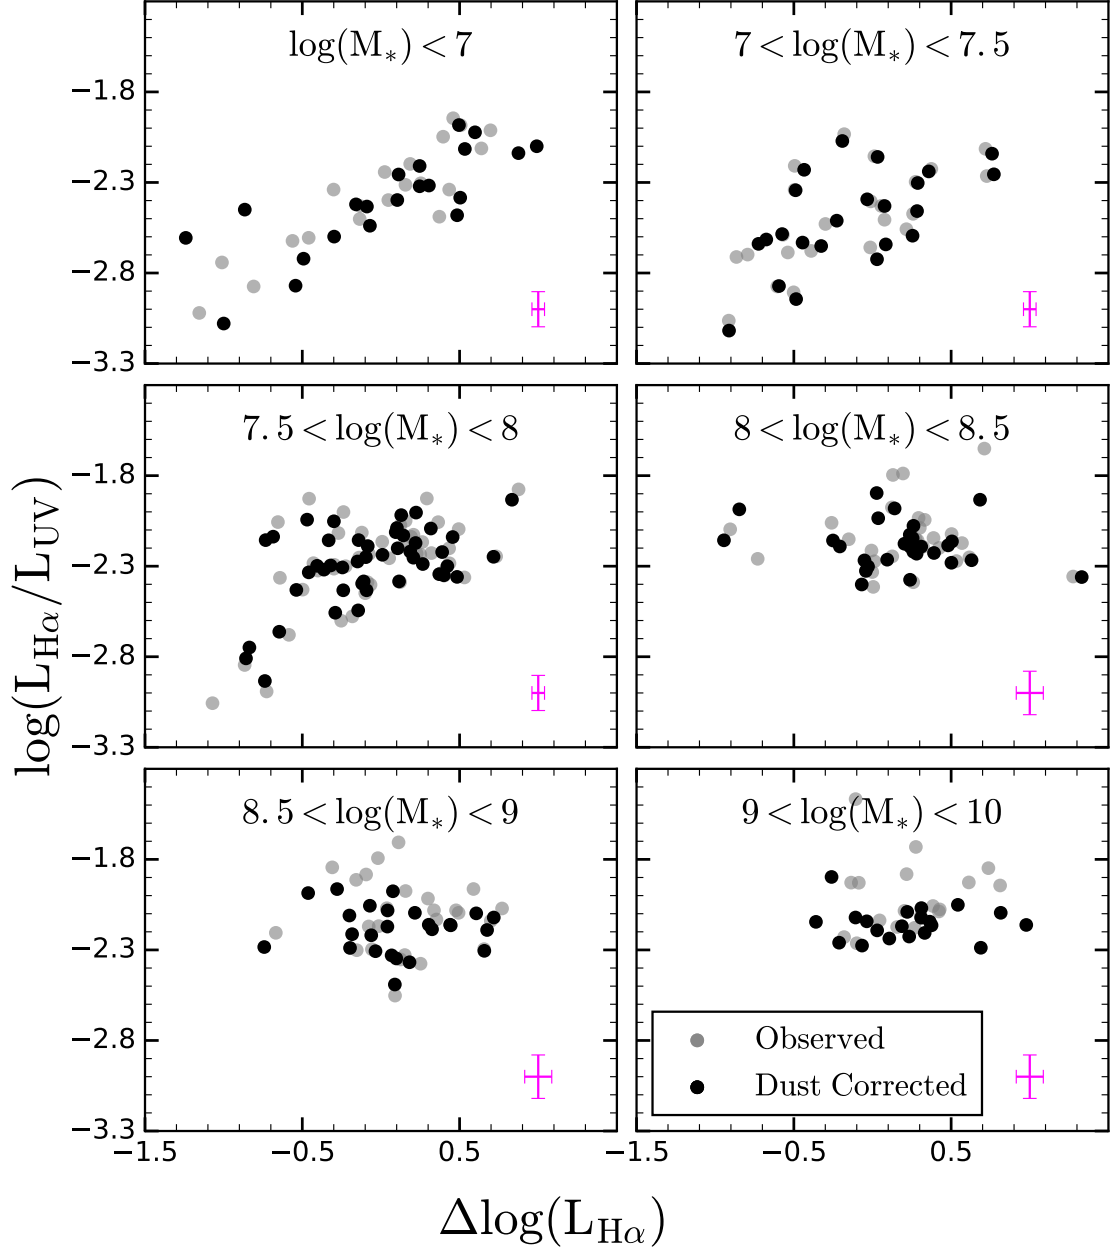 log(M∗) < 7
7 < log(M∗) < 7.5
−1.8
−2.3
−2.8
−3.3
7.5 < log(M∗) < 8
8 < log(M∗) < 8.5
−1.8
−2.3
−2.8
−3.3
log(LHα/LUV)
8.5 < log(M∗) < 9
9 < log(M∗) < 10
−1.8
−2.3
−2.8
−3.3
Observed
Dust Corrected
−1.5 −0.5 0.5 −1.5 −0.5 0.5
Δlog(LHα)